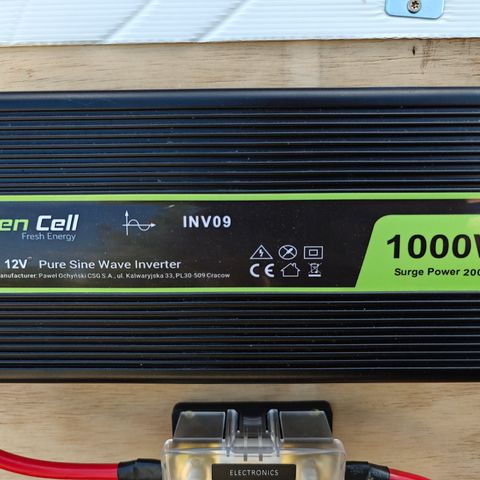 en Cell
Fresh Energy
INV09
12V Pure Sine Wave Inverter
anufacturer: Paweł Ochyński CSG S.A., ul. Kalwaryjska 33, PL30-509 Cracow
CE
1000W
Surge Power 200
ELECTRONICS